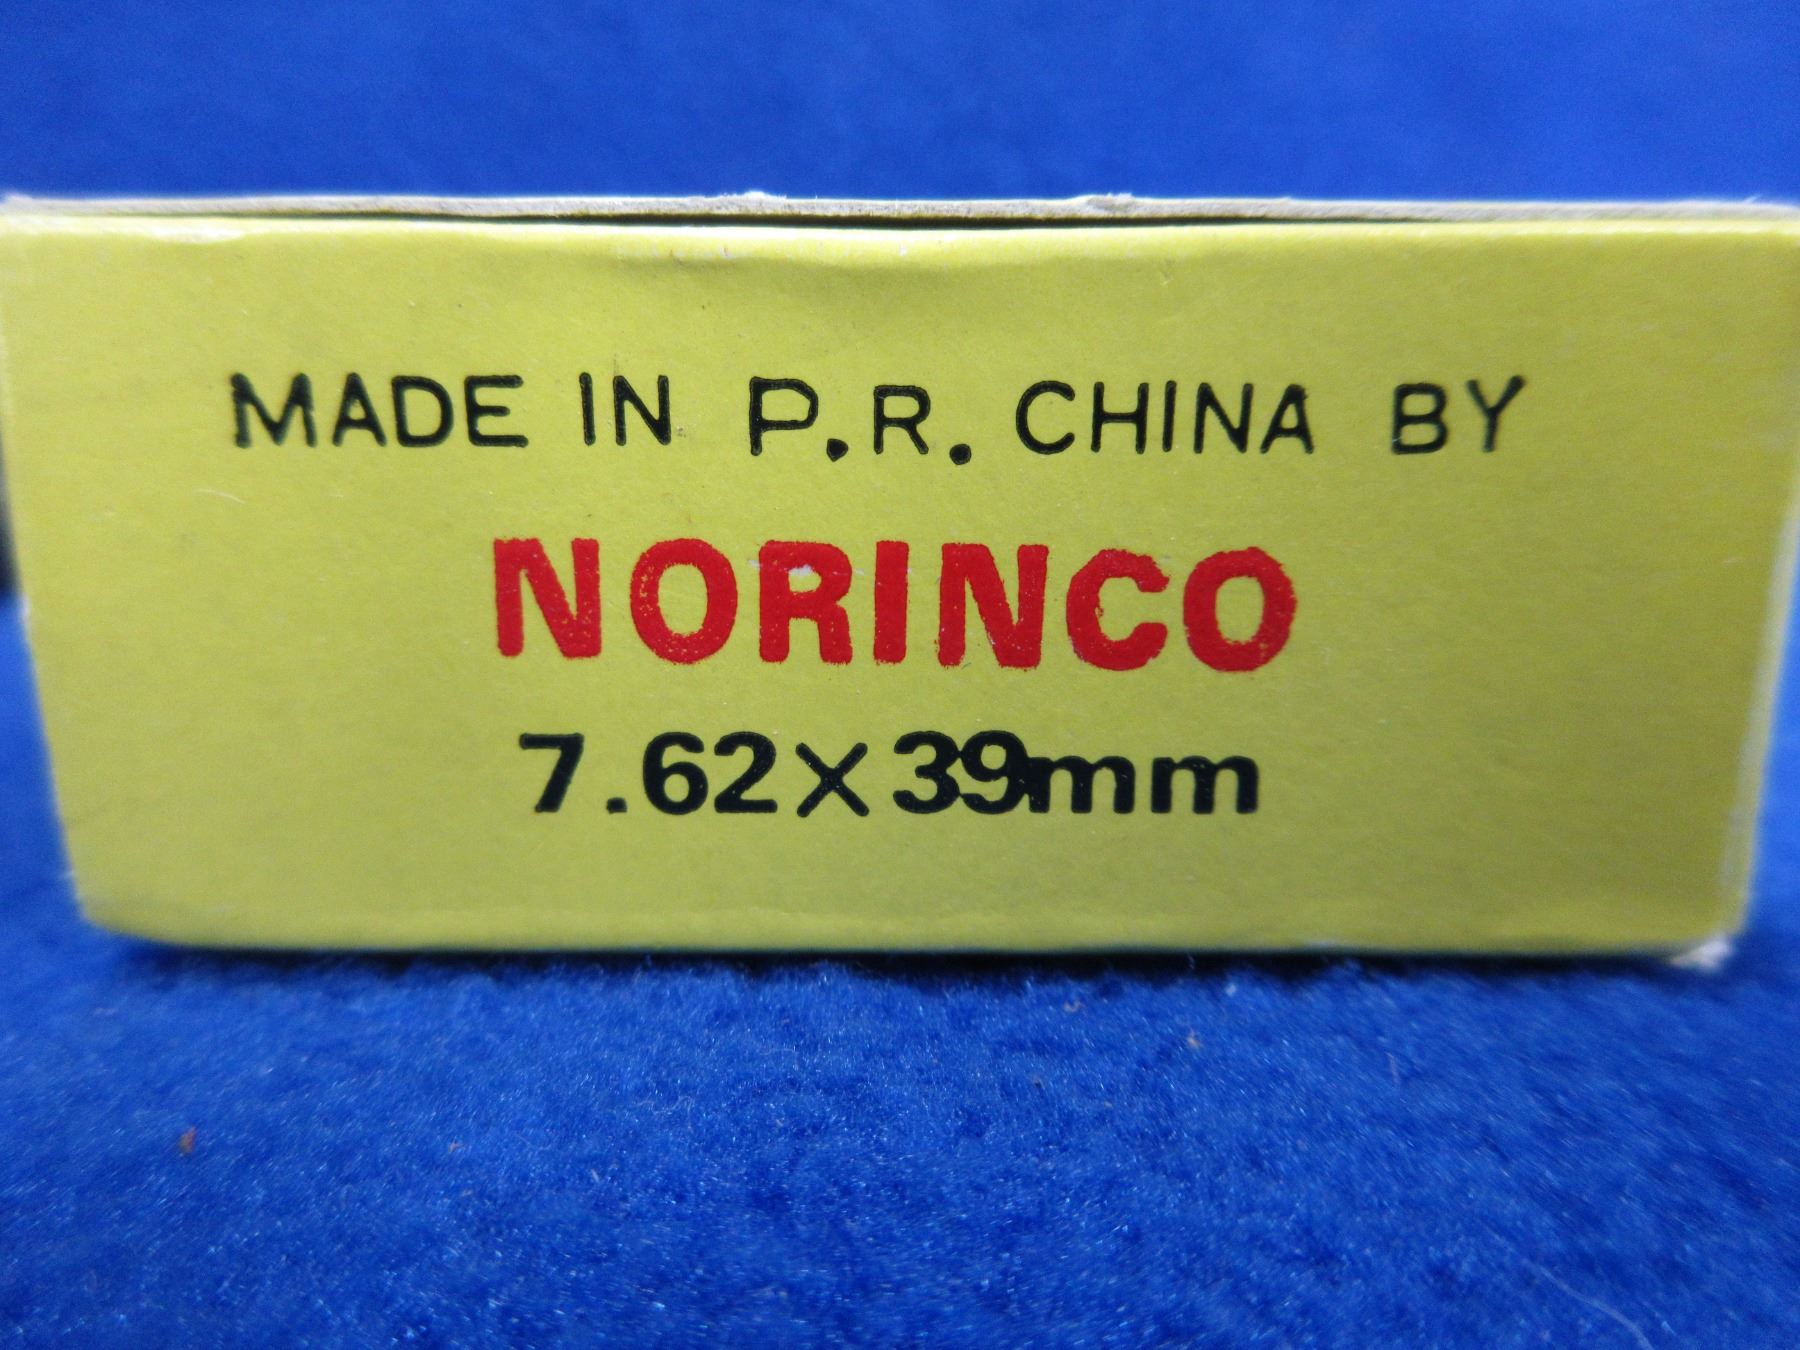 MADE IN P.R. CHINA BY
NORINCO
7.62×39mm